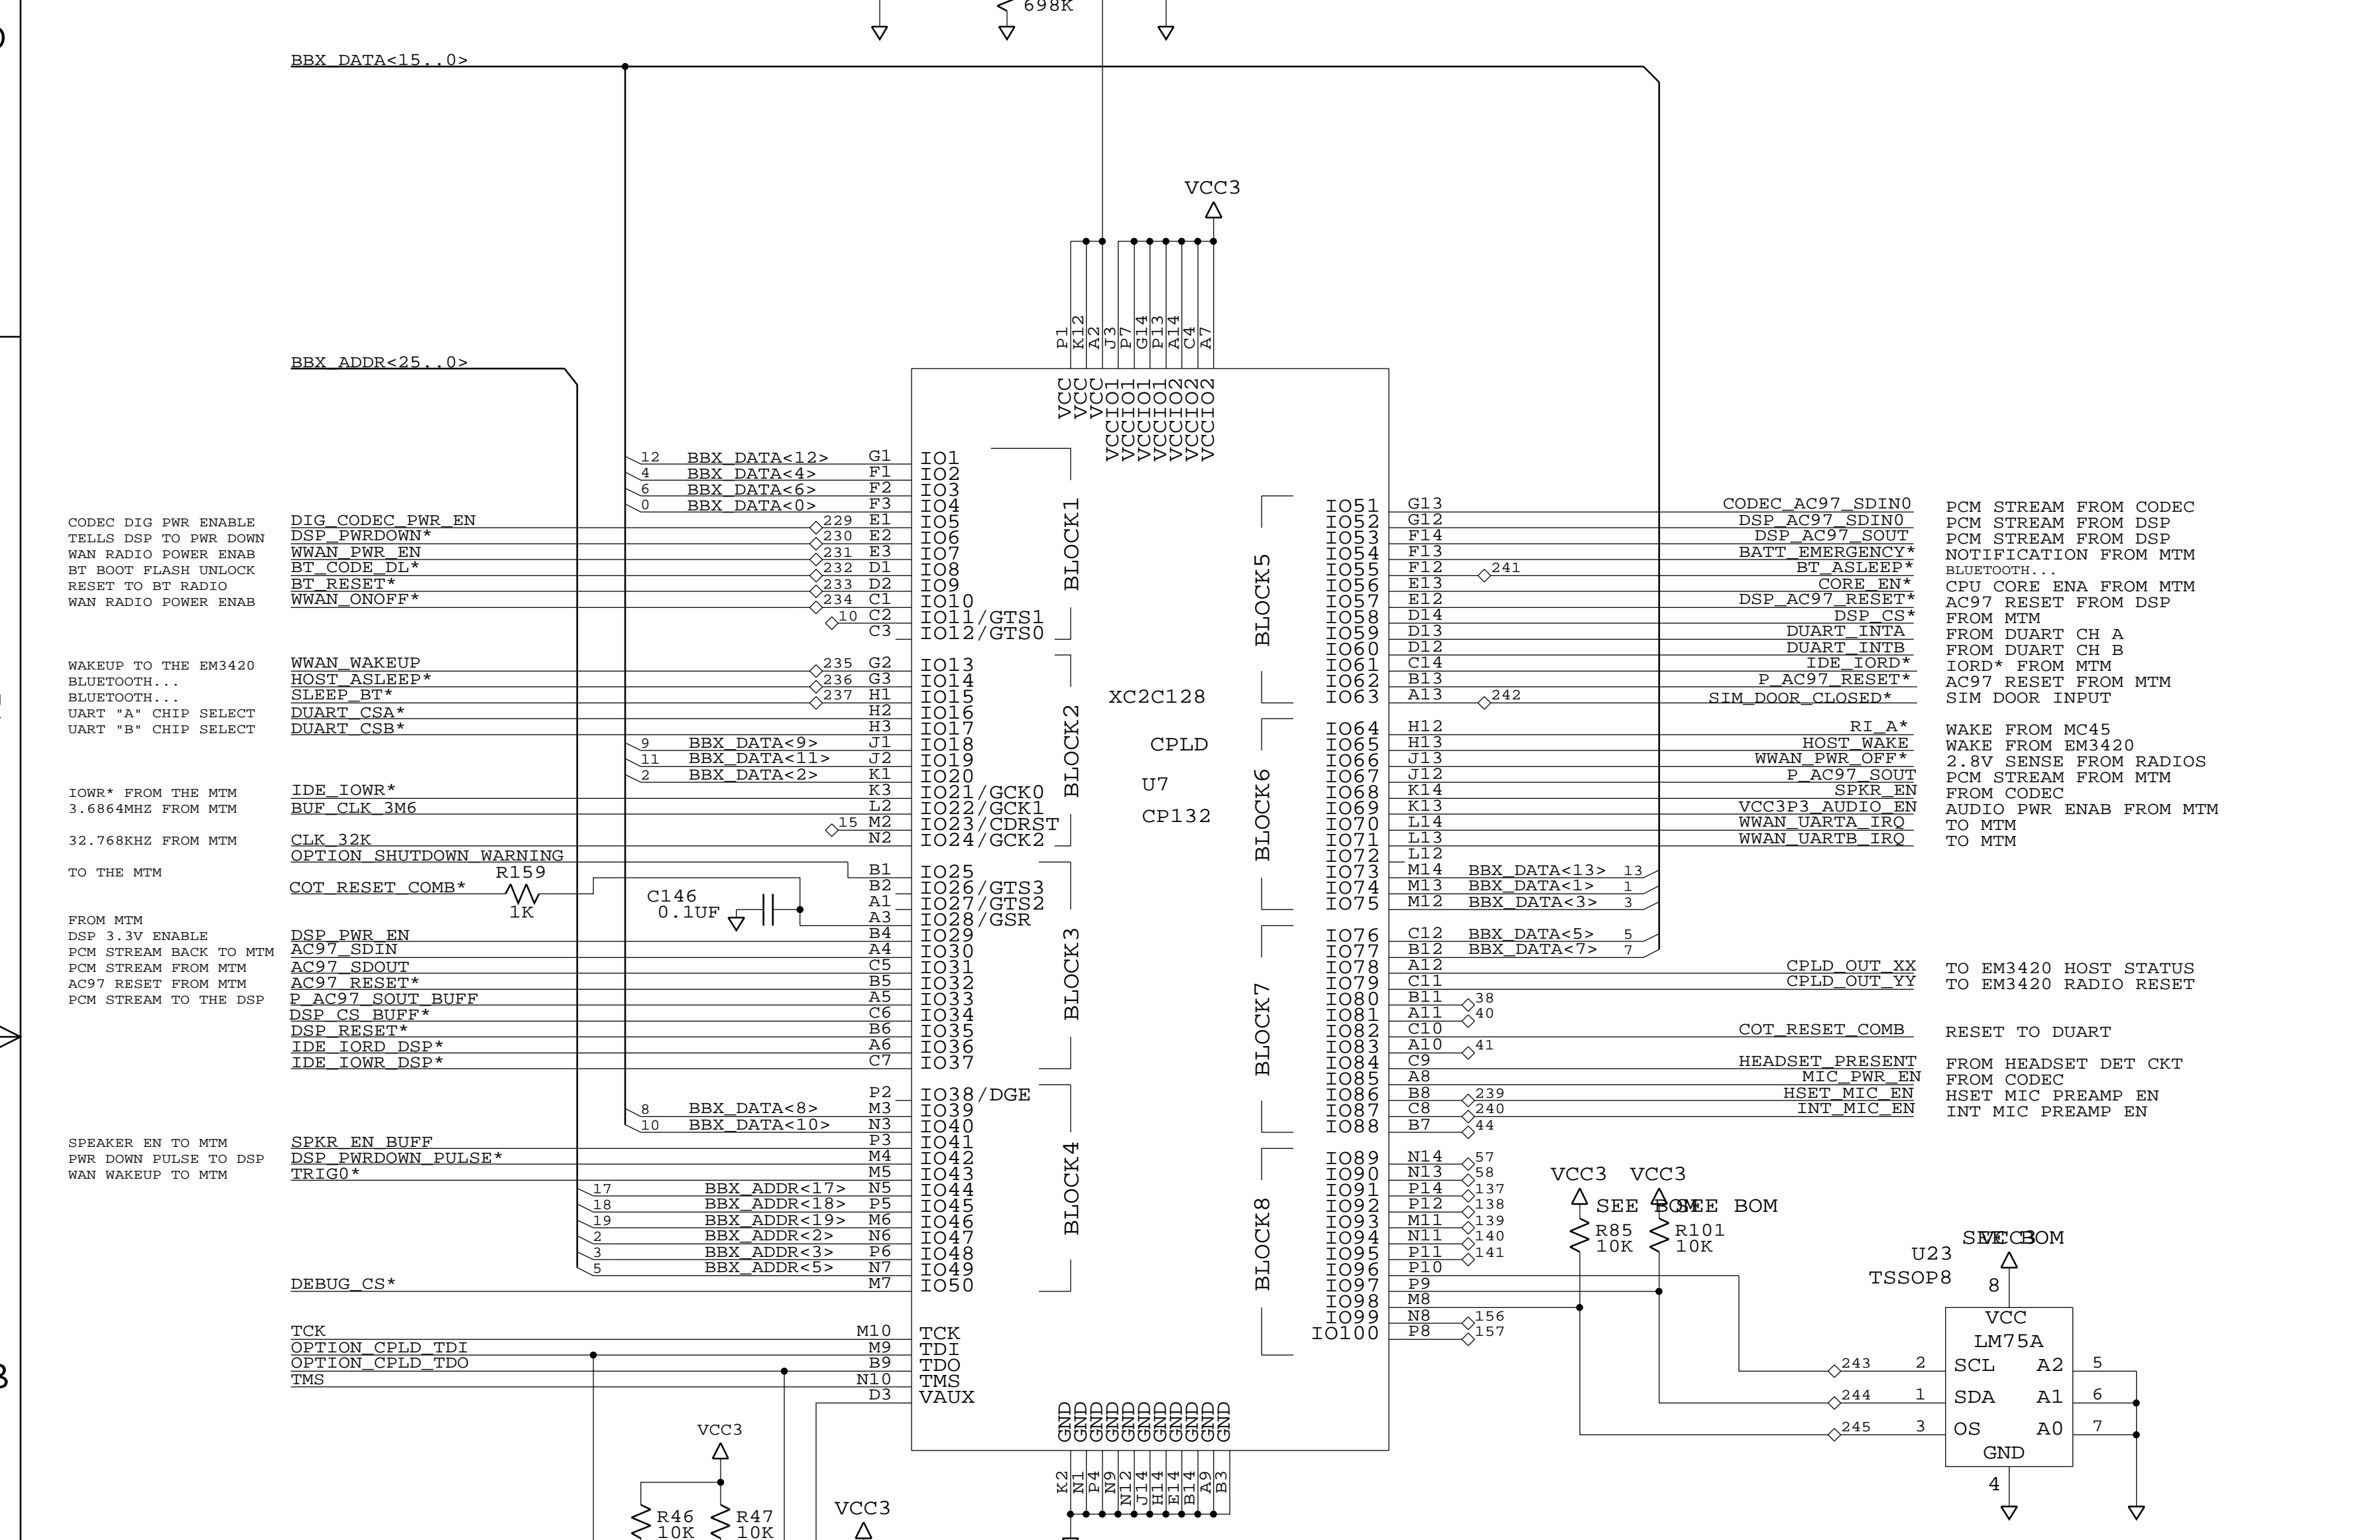 698K
BBX_DATA<15..0>
VCC3
BBX_ADDR<25..0>
P1 K12 A2 J3 P7 G14 P13 A14 C4 A7
VCC VCC VCC VCCIO1 VCCIO1 VCCIO1 VCCIO1 VCCIO2 VCCIO2 VCCIO2
12 BBX_DATA<12> G1 IO1
4 BBX_DATA<4> F1 IO2
6 BBX_DATA<6> F2 IO3
0 BBX_DATA<0> F3 IO4
CODEC DIG PWR ENABLE DIG_CODEC_PWR_EN 229 E1 IO5
TELLS DSP TO PWR DOWN DSP_PWRDOWN* 230 E2 IO6
WAN RADIO POWER ENAB WWAN_PWR_EN 231 E3 IO7
BT BOOT FLASH UNLOCK BT_CODE_DL* 232 D1 IO8
RESET TO BT RADIO BT_RESET* 233 D2 IO9
WAN RADIO POWER ENAB WWAN_ONOFF* 234 C1 IO10
10 C2 IO11/GTS1
C3 IO12/GTS0
BLOCK1
WAKEUP TO THE EM3420 WWAN_WAKEUP 235 G2 IO13
BLUETOOTH... HOST_ASLEEP* 236 G3 IO14
BLUETOOTH... SLEEP_BT* 237 H1 IO15
UART "A" CHIP SELECT DUART_CSA* H2 IO16
UART "B" CHIP SELECT DUART_CSB* H3 IO17
9 BBX_DATA<9> J1 IO18
11 BBX_DATA<11> J2 IO19
2 BBX_DATA<2> K1 IO20
IOWR* FROM THE MTM IDE_IOWR* K3 IO21/GCK0
3.6864MHZ FROM MTM BUF_CLK_3M6 L2 IO22/GCK1
15 M2 IO23/CDRST
32.768KHZ FROM MTM CLK_32K N2 IO24/GCK2
BLOCK2
OPTION_SHUTDOWN_WARNING B1 IO25
TO THE MTM R159
COT_RESET_COMB* 1K B2 IO26/GTS3
C146 0.1UF A1 IO27/GTS2
FROM MTM A3 IO28/GSR
DSP 3.3V ENABLE DSP_PWR_EN B4 IO29
PCM STREAM BACK TO MTM AC97_SDIN A4 IO30
PCM STREAM FROM MTM AC97_SDOUT C5 IO31
AC97 RESET FROM MTM AC97_RESET* B5 IO32
PCM STREAM TO THE DSP P_AC97_SOUT_BUFF A5 IO33
DSP_CS_BUFF* C6 IO34
DSP_RESET* B6 IO35
IDE_IORD_DSP* A6 IO36
IDE_IOWR_DSP* C7 IO37
BLOCK3
P2 IO38/DGE
8 BBX_DATA<8> M3 IO39
10 BBX_DATA<10> N3 IO40
SPEAKER EN TO MTM SPKR_EN_BUFF P3 IO41
PWR DOWN PULSE TO DSP DSP_PWRDOWN_PULSE* M4 IO42
WAN WAKEUP TO MTM TRIG0* M5 IO43
17 BBX_ADDR<17> N5 IO44
18 BBX_ADDR<18> P5 IO45
19 BBX_ADDR<19> M6 IO46
2 BBX_ADDR<2> N6 IO47
3 BBX_ADDR<3> P6 IO48
5 BBX_ADDR<5> N7 IO49
DEBUG_CS* M7 IO50
BLOCK4
TCK M10 TCK
OPTION_CPLD_TDI M9 TDI
OPTION_CPLD_TDO B9 TDO
TMS N10 TMS
D3 VAUX
XC2C128
CPLD
U7
CP132
IO51 G13 CODEC_AC97_SDIN0 PCM STREAM FROM CODEC
IO52 G12 DSP_AC97_SDIN0 PCM STREAM FROM DSP
IO53 F14 DSP_AC97_SOUT PCM STREAM FROM DSP
IO54 F13 BATT_EMERGENCY* NOTIFICATION FROM MTM
IO55 F12 241 BT_ASLEEP* BLUETOOTH...
IO56 E13 CORE_EN* CPU CORE ENA FROM MTM
IO57 E12 DSP_AC97_RESET* AC97 RESET FROM DSP
IO58 D14 DSP_CS* FROM MTM
IO59 D13 DUART_INTA FROM DUART CH A
IO60 D12 DUART_INTB FROM DUART CH B
IO61 C14 IDE_IORD* IORD* FROM MTM
IO62 B13 P_AC97_RESET* AC97 RESET FROM MTM
IO63 A13 242 SIM_DOOR_CLOSED* SIM DOOR INPUT
BLOCK5
IO64 H12 RI_A* WAKE FROM MC45
IO65 H13 HOST_WAKE WAKE FROM EM3420
IO66 J13 WWAN_PWR_OFF* 2.8V SENSE FROM RADIOS
IO67 J12 P_AC97_SOUT PCM STREAM FROM MTM
IO68 K14 SPKR_EN FROM CODEC
IO69 K13 VCC3P3_AUDIO_EN AUDIO PWR ENAB FROM MTM
IO70 L14 WWAN_UARTA_IRQ TO MTM
IO71 L13 WWAN_UARTB_IRQ TO MTM
IO72 L12
IO73 M14 BBX_DATA<13> 13
IO74 M13 BBX_DATA<1> 1
IO75 M12 BBX_DATA<3> 3
BLOCK6
IO76 C12 BBX_DATA<5> 5
IO77 B12 BBX_DATA<7> 7
IO78 A12 CPLD_OUT_XX TO EM3420 HOST STATUS
IO79 C11 CPLD_OUT_YY TO EM3420 RADIO RESET
IO80 B11 38
IO81 A11 40
IO82 C10 COT_RESET_COMB RESET TO DUART
IO83 A10 41
IO84 C9 HEADSET_PRESENT FROM HEADSET DET CKT
IO85 A8 MIC_PWR_EN FROM CODEC
IO86 B8 239 HSET_MIC_EN HSET MIC PREAMP EN
IO87 C8 240 INT_MIC_EN INT MIC PREAMP EN
IO88 B7 44
BLOCK7
IO89 N14 57
IO90 N13 58
IO91 P14 137
IO92 P12 138
IO93 M11 139
IO94 N11 140
IO95 P11 141
IO96 P10
IO97 P9
IO98 M8
IO99 N8 156
IO100 P8 157
BLOCK8
VCC3 VCC3
SEE BOM SEE BOM
R85 10K
R101 10K
SEE BOM VCC3
U23
TSSOP8
8
VCC
LM75A
243 2 SCL A2 5
244 1 SDA A1 6
245 3 OS A0 7
GND
4
GND GND GND GND GND GND GND GND GND GND GND
K2 N1 P4 N9 N12 J14 H14 E14 B14 A9 B3
VCC3
R46 10K
R47 10K
VCC3